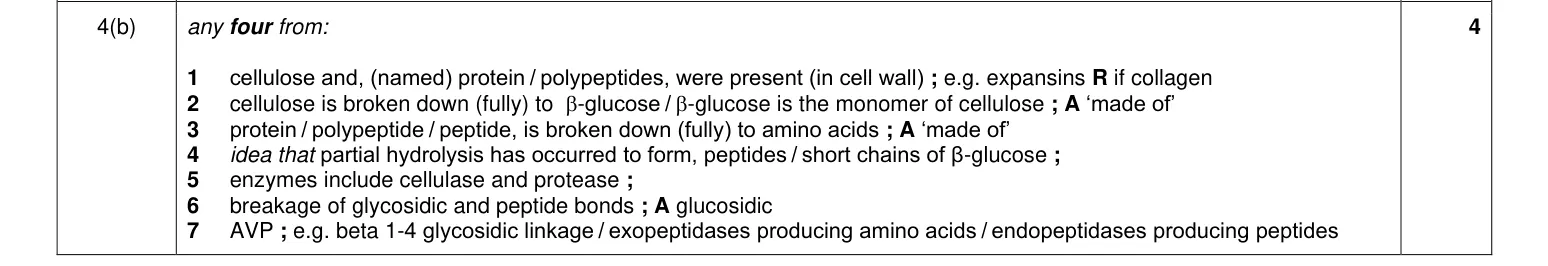 4(b) any four from: 4
1 cellulose and, (named) protein / polypeptides, were present (in cell wall) ; e.g. expansins R if collagen
2 cellulose is broken down (fully) to β-glucose / β-glucose is the monomer of cellulose ; A ‘made of’
3 protein / polypeptide / peptide, is broken down (fully) to amino acids ; A ‘made of’
4 idea that partial hydrolysis has occurred to form, peptides / short chains of β-glucose ;
5 enzymes include cellulase and protease ;
6 breakage of glycosidic and peptide bonds ; A glucosidic
7 AVP ; e.g. beta 1-4 glycosidic linkage / exopeptidases producing amino acids / endopeptidases producing peptides